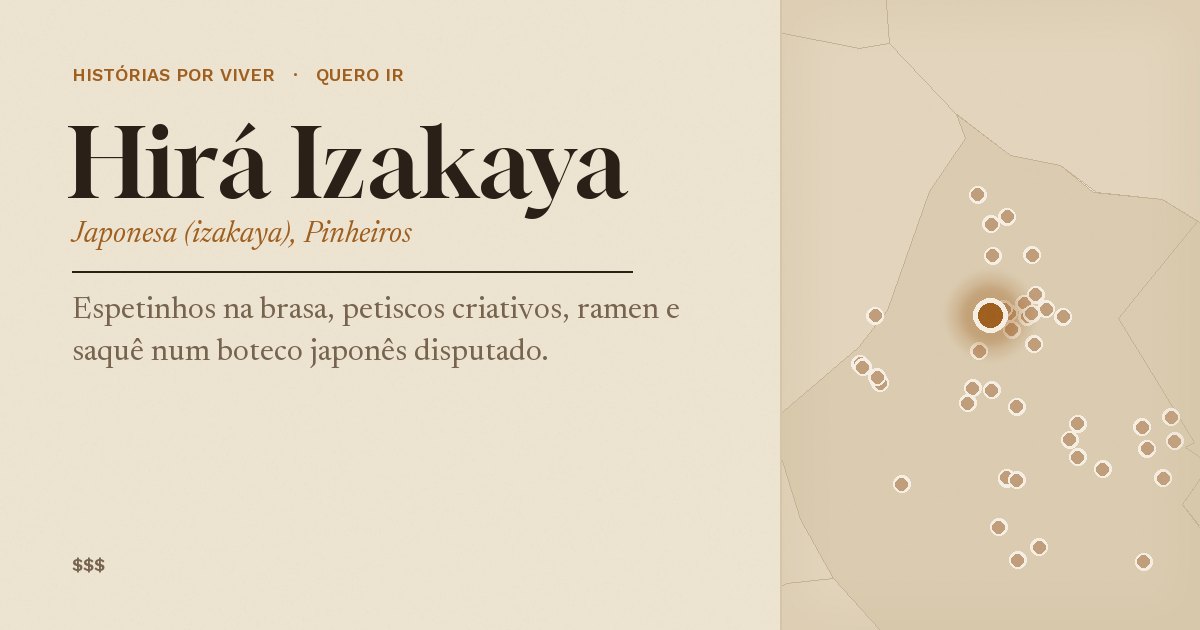 HISTÓRIAS POR VIVER · QUERO IR
Hirá Izakaya
Japonesa (izakaya), Pinheiros
Espetinhos na brasa, petiscos criativos, ramen e
saquê num boteco japonês disputado.
$$$